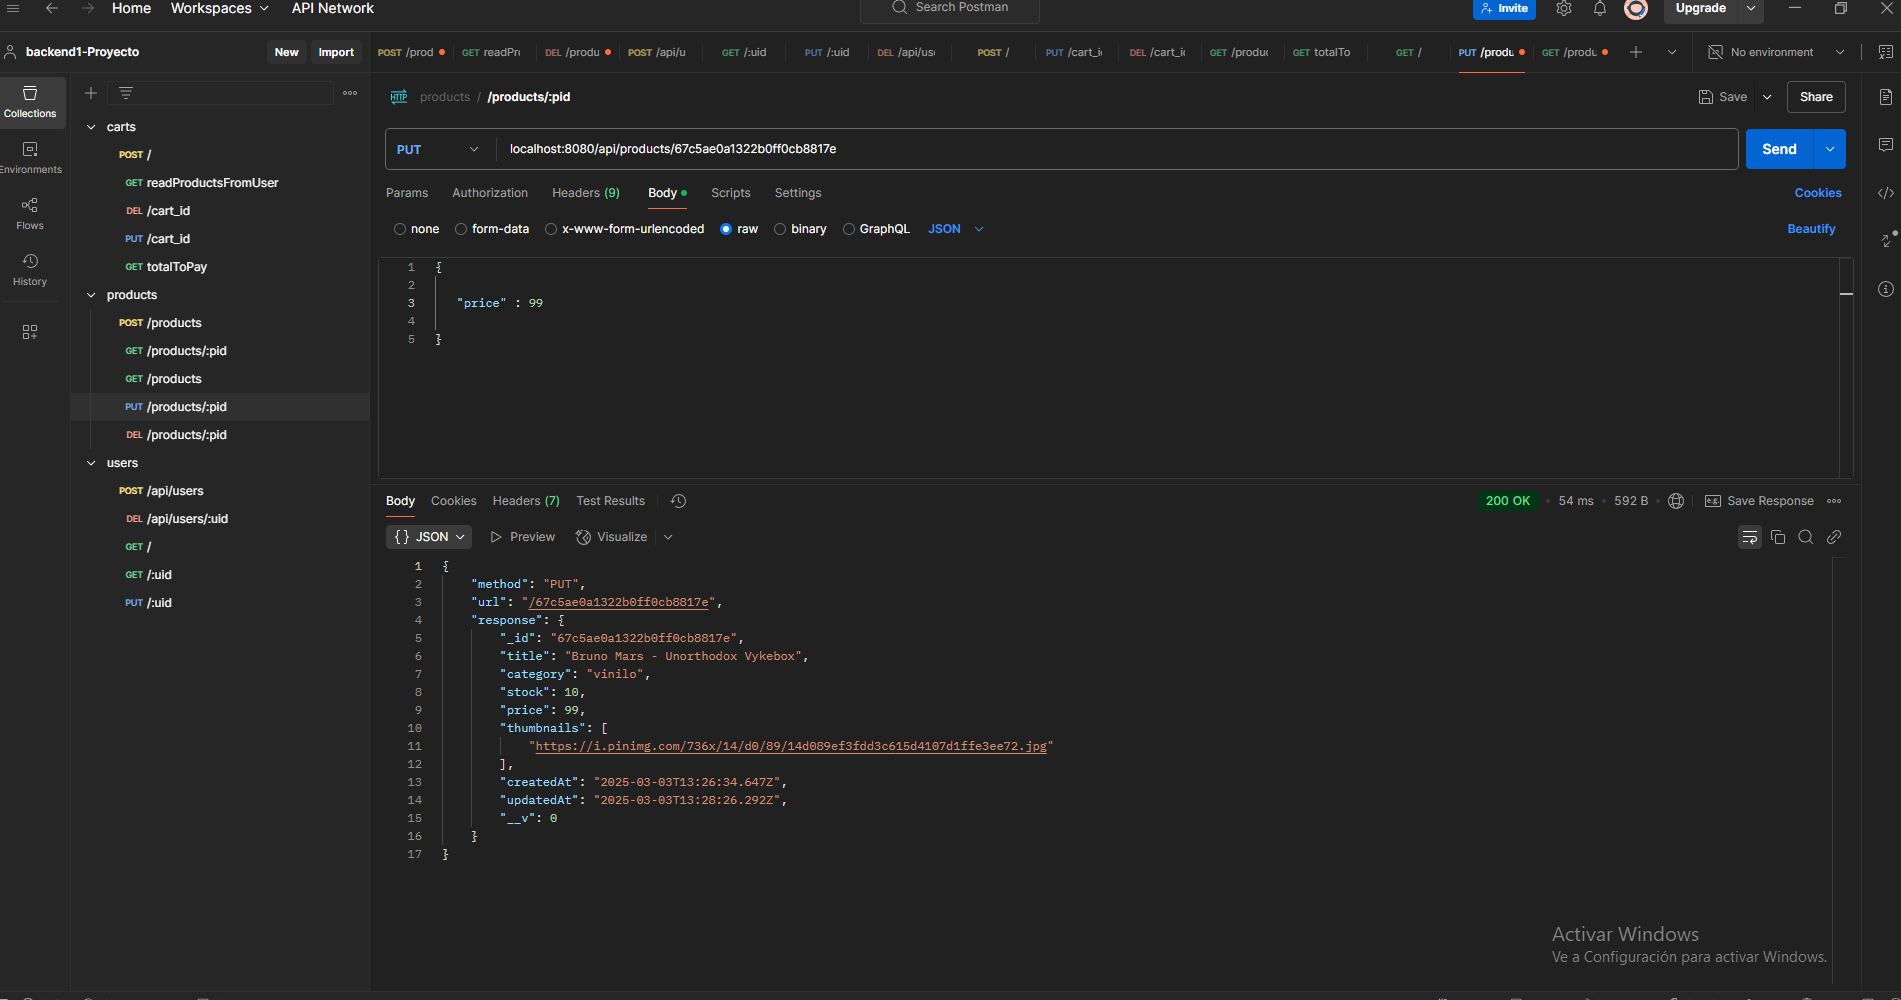 Home Workspaces API Network Search Postman Invite Upgrade
backend1-Proyecto New Import
POST /prod GET readPr DEL /produ POST /api/u GET /:uid PUT /:uid DEL /api/us POST / PUT /cart_i DEL /cart_ic GET /produc GET totalTo GET / PUT /produ GET /produ No environment
Collections
Environments
Flows
History
carts
POST /
GET readProductsFromUser
DEL /cart_id
PUT /cart_id
GET totalToPay
products
POST /products
GET /products/:pid
GET /products
PUT /products/:pid
DEL /products/:pid
users
POST /api/users
DEL /api/users/:uid
GET /
GET /:uid
PUT /:uid
HTTP products / /products/:pid Save Share
PUT localhost:8080/api/products/67c5ae0a1322b0ff0cb8817e Send
Params Authorization Headers (9) Body Scripts Settings Cookies
none form-data x-www-form-urlencoded raw binary GraphQL JSON Beautify
1 {
2
3 "price" : 99
4
5 }
Body Cookies Headers (7) Test Results 200 OK 54 ms 592 B e.g. Save Response
{} JSON Preview Visualize
1 {
2 "method": "PUT",
3 "url": "/67c5ae0a1322b0ff0cb8817e",
4 "response": {
5 "_id": "67c5ae0a1322b0ff0cb8817e",
6 "title": "Bruno Mars - Unorthodox Vykebox",
7 "category": "vinilo",
8 "stock": 10,
9 "price": 99,
10 "thumbnails": [
11 "https://i.pinimg.com/736x/14/d0/89/14d089ef3fdd3c615d4107d1ffe3ee72.jpg"
12 ],
13 "createdAt": "2025-03-03T13:26:34.647Z",
14 "updatedAt": "2025-03-03T13:28:26.292Z",
15 "__v": 0
16 }
17 }
Activar Windows
Ve a Configuración para activar Windows.